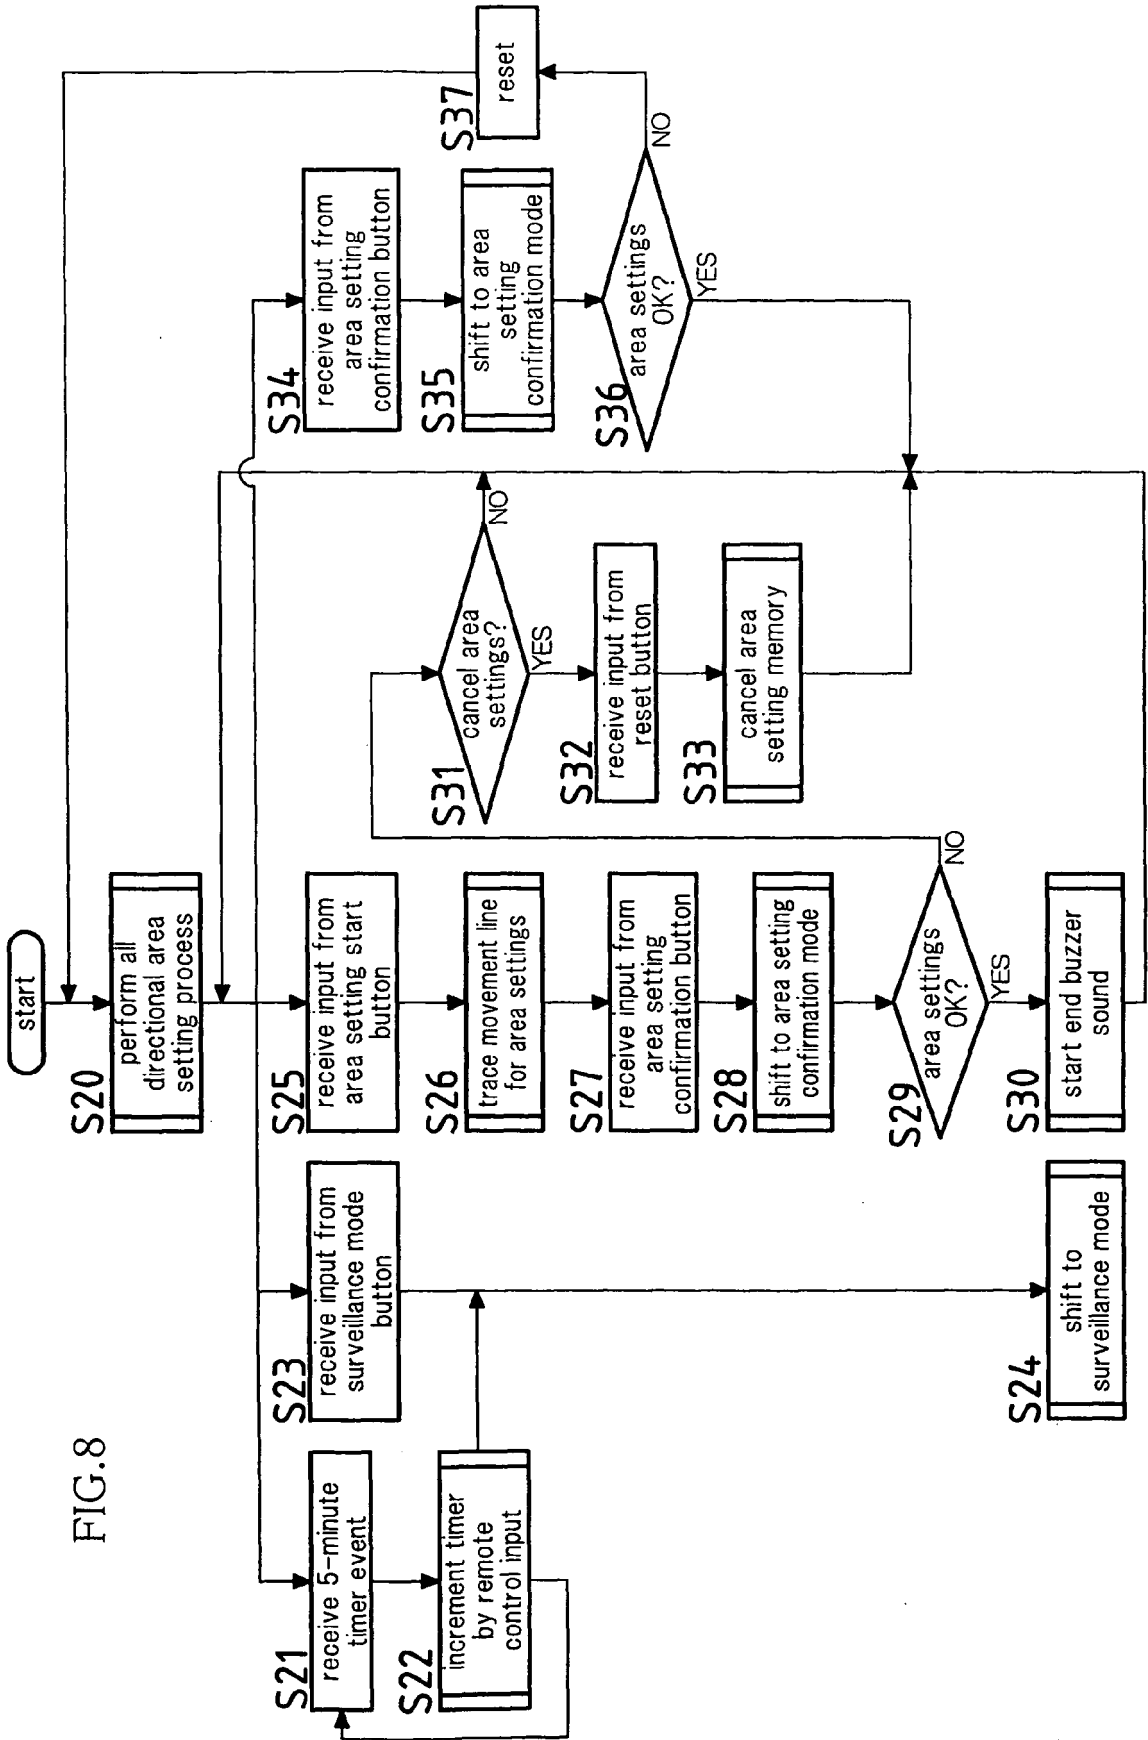 FIG.8
start
S20
perform all
directional area
setting process
S21
receive 5-minute
timer event
S22
increment timer
by remote
control input
S23
receive input from
surveillance mode
button
S24
shift to
surveillance mode
S25
receive input from
area setting start
button
S26
trace movement line
for area settings
S27
receive input from
area setting
confirmation button
S28
shift to area setting
confirmation mode
S29
area settings
OK?
NO
YES
S30
start end buzzer
sound
S31
cancel area
settings?
NO
YES
S32
receive input from
reset button
S33
cancel area
setting memory
S34
receive input from
area setting
confirmation button
S35
shift to area
setting
confirmation mode
S36
area settings
OK?
NO
YES
S37
reset